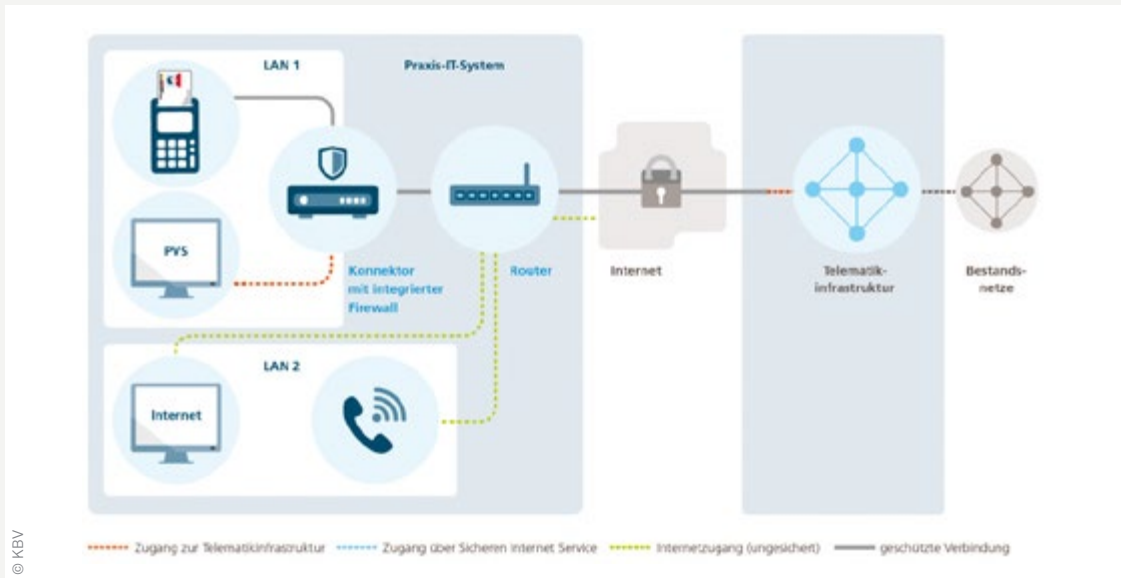 LAN 1
Praxis-IT-System
PVS
Konnektor
mit integrierter
Firewall
Router
Internet
Telematik-
infrastruktur
Bestands-
netze
LAN 2
Internet
Zugang zur Telematikinfrastruktur
Zugang über Sicheren Internet Service
Internetzugang (ungesichert)
geschützte Verbindung
© KBV